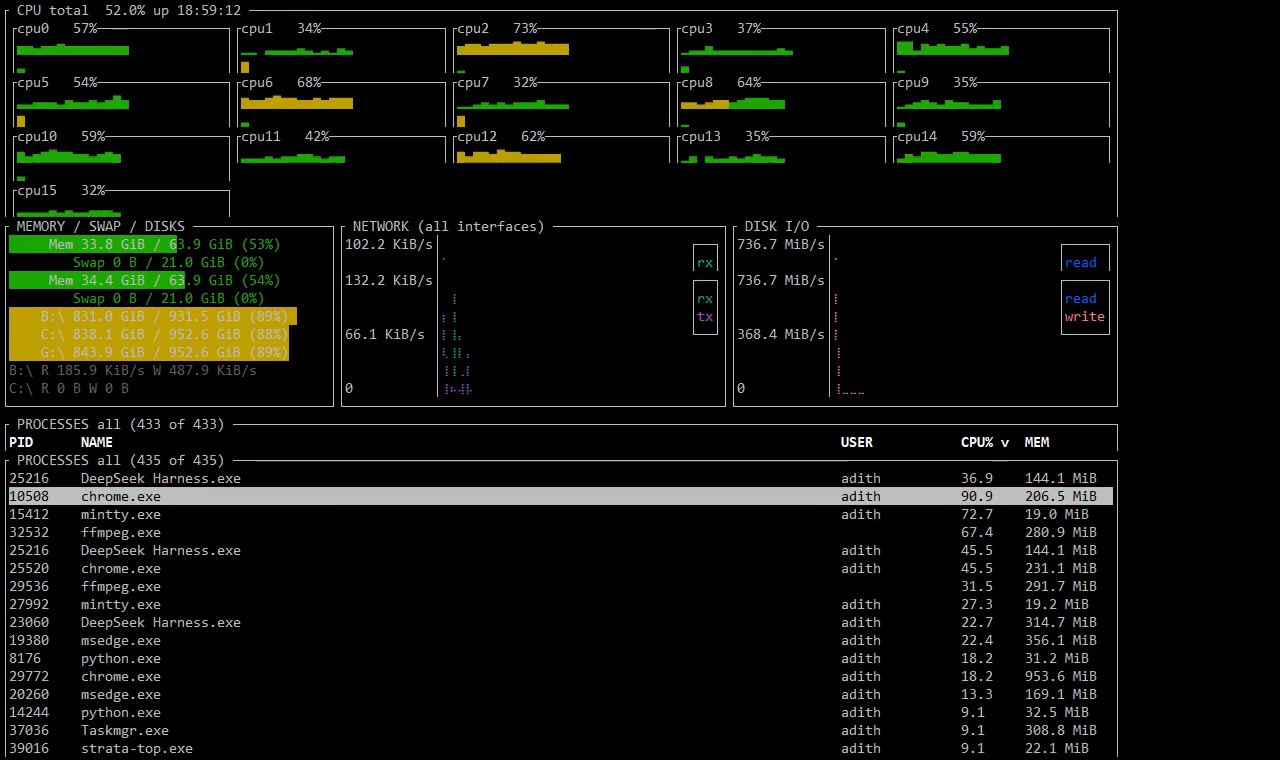 CPU total 52.0% up 18:59:12
cpu0 57% cpu1 34% cpu2 73% cpu3 37% cpu4 55%
cpu5 54% cpu6 68% cpu7 32% cpu8 64% cpu9 35%
cpu10 59% cpu11 42% cpu12 62% cpu13 35% cpu14 59%
cpu15 32%
MEMORY / SWAP / DISKS
Mem 33.8 GiB / 63.9 GiB (53%)
Swap 0 B / 21.0 GiB (0%)
Mem 34.4 GiB / 63.9 GiB (54%)
Swap 0 B / 21.0 GiB (0%)
B:\ 831.0 GiB / 931.5 GiB (89%)
C:\ 838.1 GiB / 952.6 GiB (88%)
G:\ 843.9 GiB / 952.6 GiB (89%)
B:\ R 185.9 KiB/s W 487.9 KiB/s
C:\ R 0 B W 0 B
NETWORK (all interfaces)
102.2 KiB/s
rx
132.2 KiB/s
rx
tx
66.1 KiB/s
0
DISK I/O
736.7 MiB/s
read
736.7 MiB/s
read
write
368.4 MiB/s
0
PROCESSES all (433 of 433)
PID NAME USER CPU% v MEM
PROCESSES all (435 of 435)
25216 DeepSeek Harness.exe adith 36.9 144.1 MiB
10508 chrome.exe adith 90.9 206.5 MiB
15412 mintty.exe adith 72.7 19.0 MiB
32532 ffmpeg.exe 67.4 280.9 MiB
25216 DeepSeek Harness.exe adith 45.5 144.1 MiB
25520 chrome.exe adith 45.5 231.1 MiB
29536 ffmpeg.exe 31.5 291.7 MiB
27992 mintty.exe adith 27.3 19.2 MiB
23060 DeepSeek Harness.exe adith 22.7 314.7 MiB
19380 msedge.exe adith 22.4 356.1 MiB
8176 python.exe adith 18.2 31.2 MiB
29772 chrome.exe adith 18.2 953.6 MiB
20260 msedge.exe adith 13.3 169.1 MiB
14244 python.exe adith 9.1 32.5 MiB
37036 Taskmgr.exe adith 9.1 308.8 MiB
39016 strata-top.exe adith 9.1 22.1 MiB